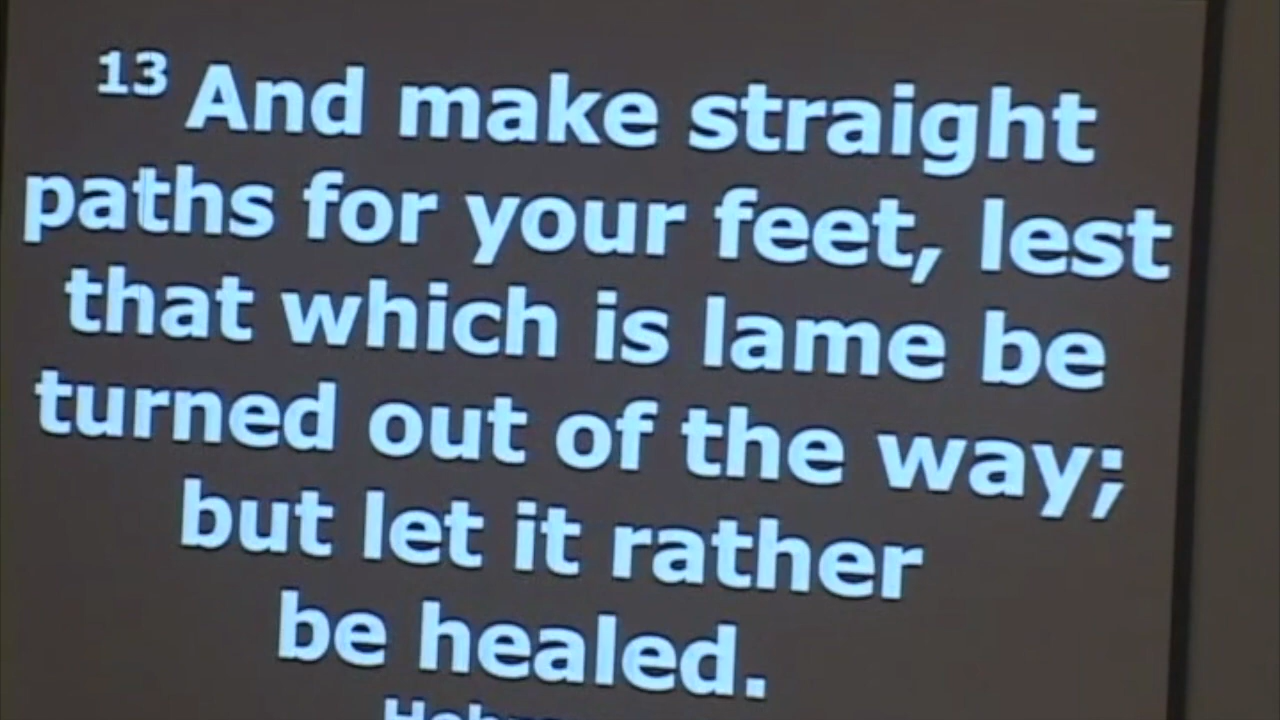 13 And make straight
paths for your feet, lest
that which is lame be
turned out of the way;
but let it rather
be healed.